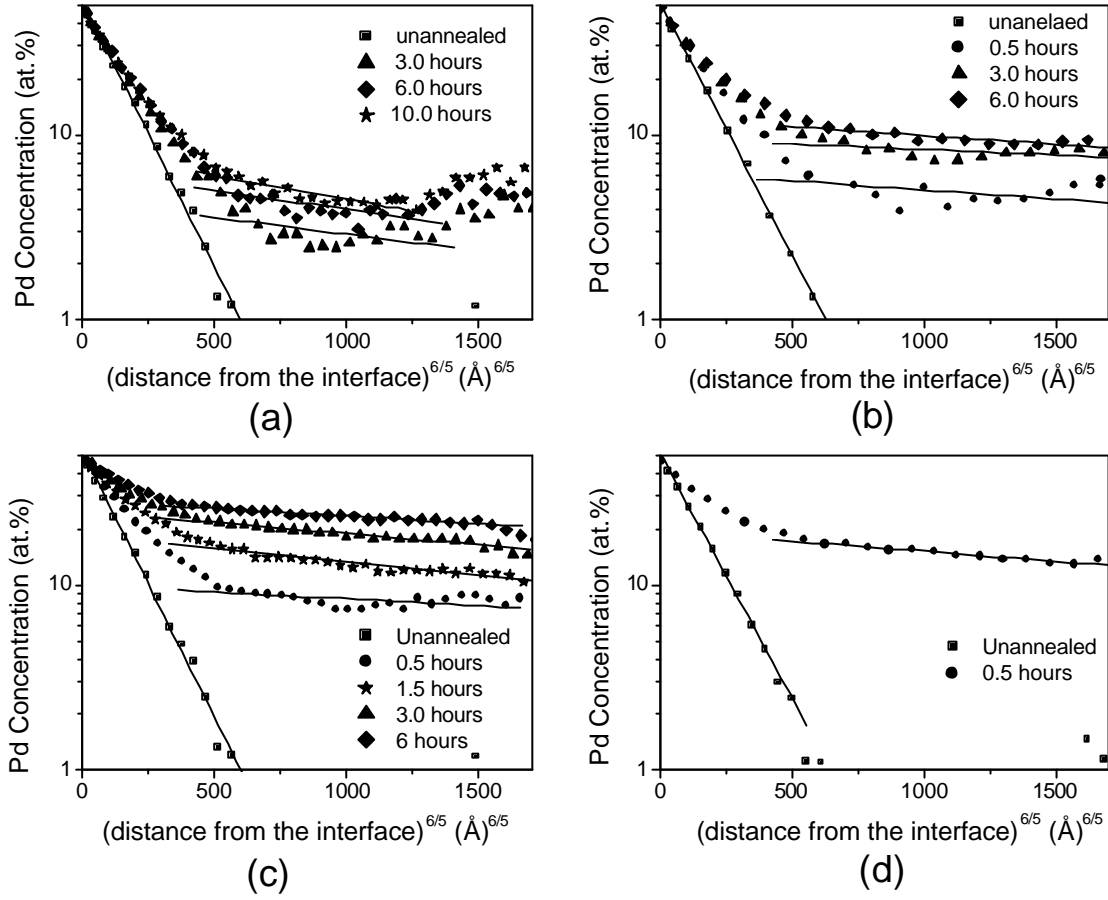 unannealed
3.0 hours
6.0 hours
10.0 hours
10
1
0 500 1000 1500
Pd Concentration (at.%)
(distance from the interface)^6/5 (Å)^6/5
(a)
unanelaed
0.5 hours
3.0 hours
6.0 hours
10
1
0 500 1000 1500
Pd Concentration (at.%)
(distance from the interface)^6/5 (Å)^6/5
(b)
Unannealed
0.5 hours
1.5 hours
3.0 hours
6 hours
10
1
0 500 1000 1500
Pd Concentration (at.%)
(distance from the interface)^6/5 (Å)^6/5
(c)
Unannealed
0.5 hours
10
1
0 500 1000 1500
Pd Concentration (at.%)
(distance from the interface)^6/5 (Å)^6/5
(d)